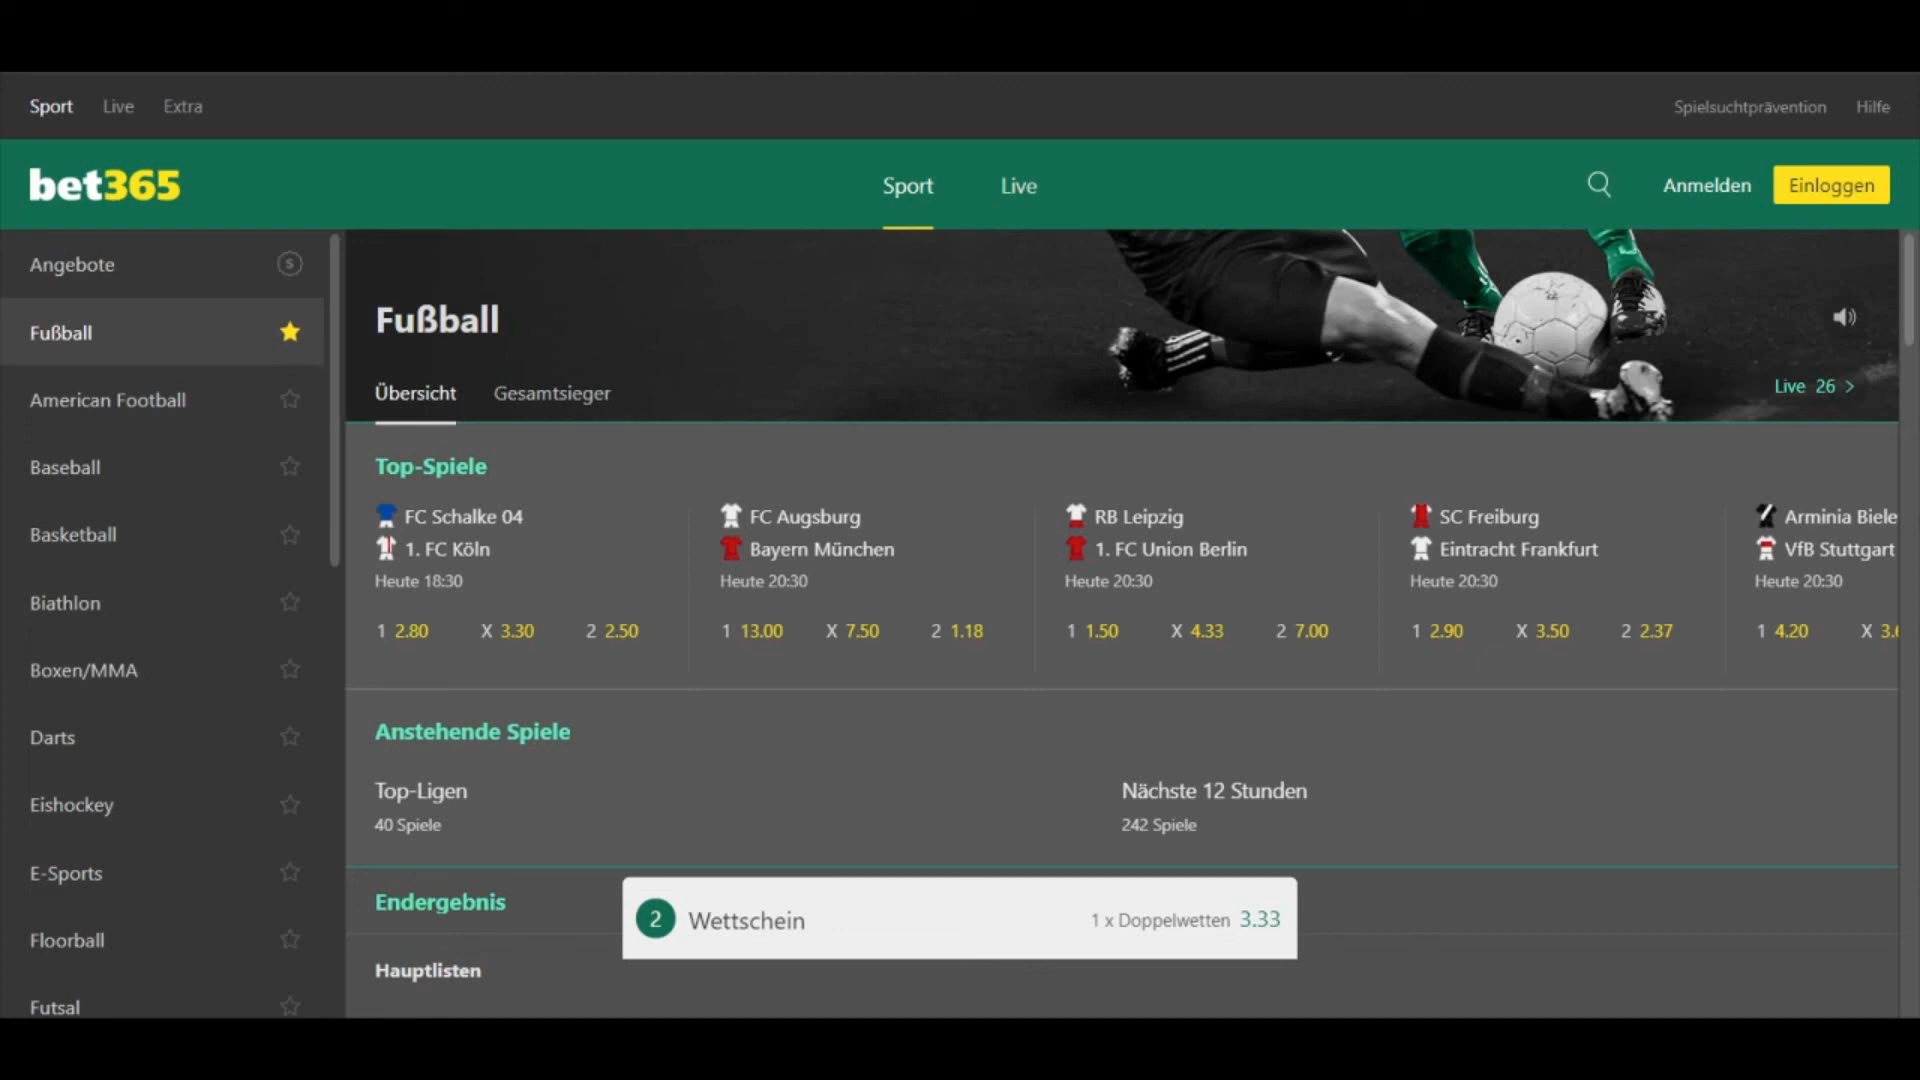 Sport Live Extra Spielsuchtprävention Hilfe
bet365 Sport Live Anmelden Einloggen
Angebote
Fußball
American Football
Baseball
Basketball
Biathlon
Boxen/MMA
Darts
Eishockey
E-Sports
Floorball
Futsal
Fußball
Übersicht Gesamtsieger
Live 26 >
Top-Spiele
FC Schalke 04
1. FC Köln
Heute 18:30
1 2.80 X 3.30 2 2.50
FC Augsburg
Bayern München
Heute 20:30
1 13.00 X 7.50 2 1.18
RB Leipzig
1. FC Union Berlin
Heute 20:30
1 1.50 X 4.33 2 7.00
SC Freiburg
Eintracht Frankfurt
Heute 20:30
1 2.90 X 3.50 2 2.37
Arminia Biele
VfB Stuttgart
Heute 20:30
1 4.20 X
Anstehende Spiele
Top-Ligen
40 Spiele
Nächste 12 Stunden
242 Spiele
Endergebnis
Hauptlisten
2 Wettschein 1 x Doppelwetten 3.33